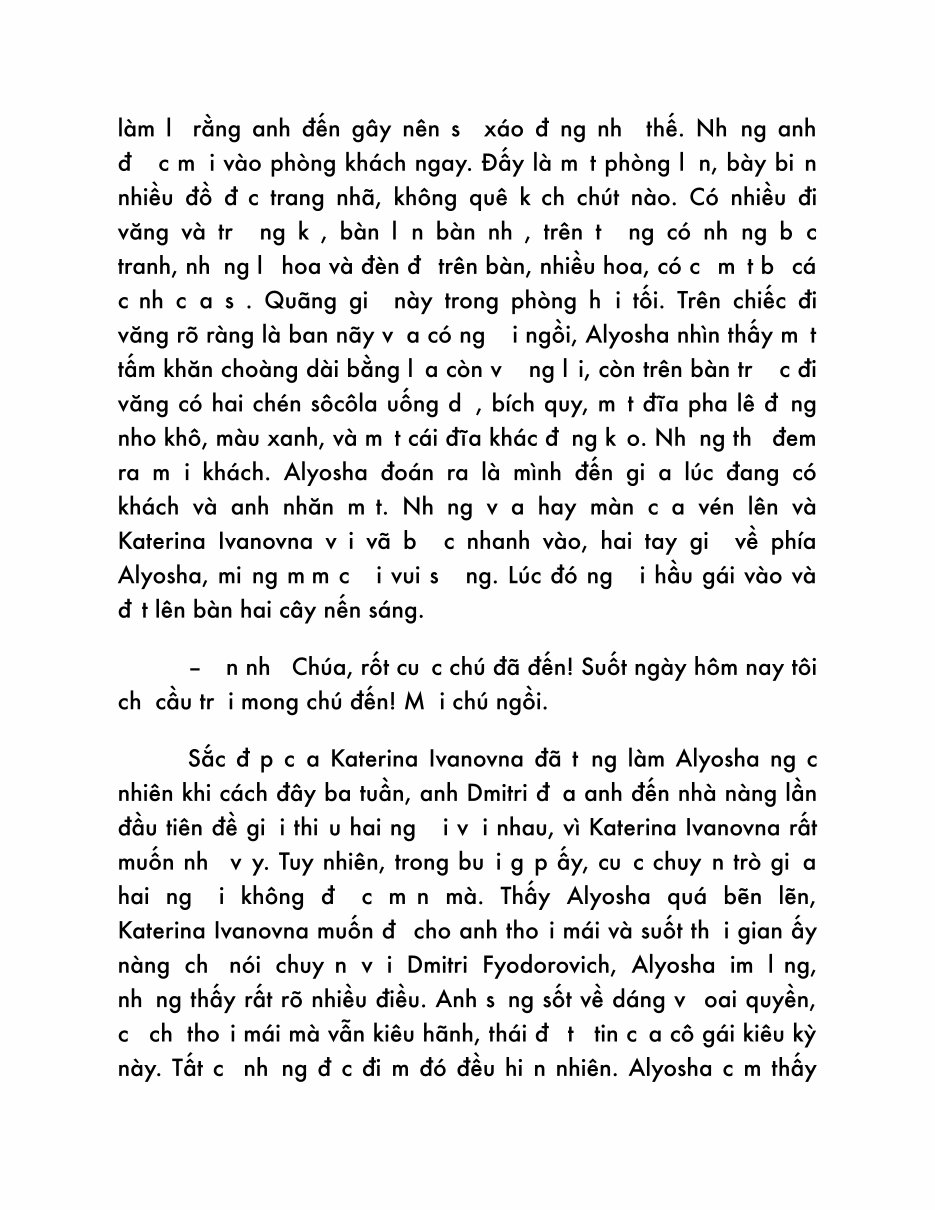 làm l rằng anh đến gây nên s xáo đ ng nh thế. Nh ng anh
đ c m i vào phòng khách ngay. Đấy là m t phòng l n, bày bi n
nhiều đồ đ c trang nhã, không quê k ch chút nào. Có nhiều đi
văng và tr ng k , bàn l n bàn nh , trên t ng có nh ng b c
tranh, nh ng l hoa và đèn đ trên bàn, nhiều hoa, có c m t b cá
c nh c a s . Quãng gi này trong phòng h i tối. Trên chiếc đi
văng rõ ràng là ban nãy v a có ng i ngồi, Alyosha nhìn thấy m t
tấm khăn choàng dài bằng l a còn v ng l i, còn trên bàn tr c đi
văng có hai chén sôcôla uống d , bích quy, m t đĩa pha lê đ ng
nho khô, màu xanh, và m t cái đĩa khác đ ng k o. Nh ng th đem
ra m i khách. Alyosha đoán ra là mình đến gi a lúc đang có
khách và anh nhăn m t. Nh ng v a hay màn c a vén lên và
Katerina Ivanovna v i vã b c nhanh vào, hai tay gi về phía
Alyosha, mi ng m m c i vui s ng. Lúc đó ng i hầu gái vào và
đ t lên bàn hai cây nến sáng.
– n nh Chúa, rốt cu c chú đã đến! Suốt ngày hôm nay tôi
ch cầu tr i mong chú đến! M i chú ngồi.
Sắc đ p c a Katerina Ivanovna đã t ng làm Alyosha ng c
nhiên khi cách đây ba tuần, anh Dmitri đ a anh đến nhà nàng lần
đầu tiên đề gi i thi u hai ng i v i nhau, vì Katerina Ivanovna rất
muốn nh v y. Tuy nhiên, trong bu i g p ấy, cu c chuy n trò gi a
hai ng i không đ c m n mà. Thấy Alyosha quá bẽn lẽn,
Katerina Ivanovna muốn đ cho anh tho i mái và suốt th i gian ấy
nàng ch nói chuy n v i Dmitri Fyodorovich, Alyosha im l ng,
nh ng thấy rất rõ nhiều điều. Anh s ng sốt về dáng v oai quyền,
c ch tho i mái mà vẫn kiêu hãnh, thái đ t tin c a cô gái kiêu kỳ
này. Tất c nh ng đ c đi m đó đều hi n nhiên. Alyosha c m thấy